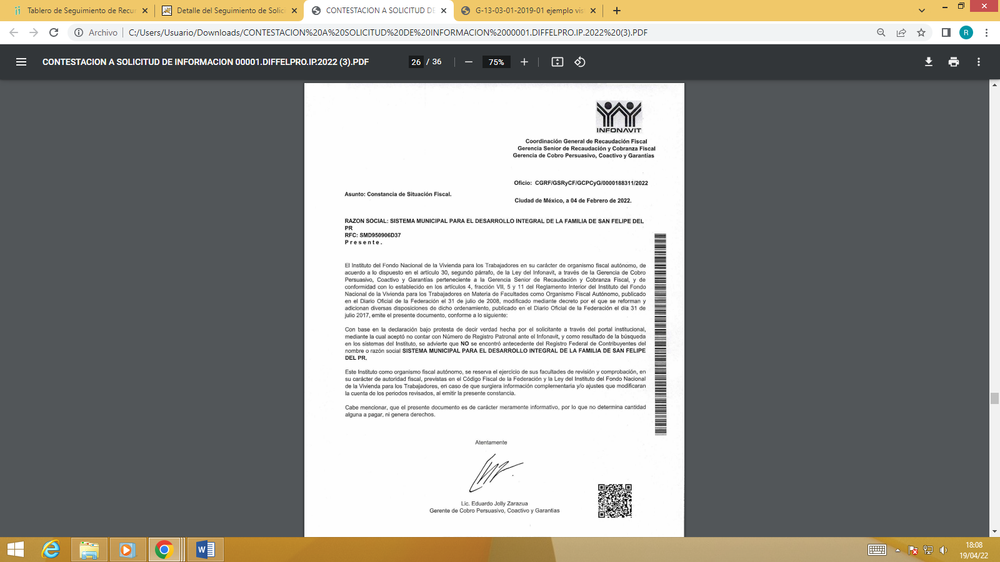 Tablero de Seguimiento de Recur
Detalle del Seguimiento de Solici
CONTESTACION A SOLICITUD DE
G-13-03-01-2019-01 ejemplo vis
Archivo
C:/Users/Usuario/Downloads/CONTESTACION%20A%20SOLICITUD%20DE%20INFORMACION%2000001.DIFFELPRO.IP.2022%20(3).PDF
R
CONTESTACION A SOLICITUD DE INFORMACION 00001.DIFFELPRO.IP.2022 (3).PDF
26 / 36
75%
INFONAVIT
Coordinación General de Recaudación Fiscal
Gerencia Senior de Recaudación y Cobranza Fiscal
Gerencia de Cobro Persuasivo, Coactivo y Garantías
Oficio: CGRF/GSRyCF/GCPCyG/0000188311/2022
Asunto: Constancia de Situación Fiscal.
Ciudad de México, a 04 de Febrero de 2022.
RAZON SOCIAL: SISTEMA MUNICIPAL PARA EL DESARROLLO INTEGRAL DE LA FAMILIA DE SAN FELIPE DEL
PR
RFC: SMD950906D37
P r e s e n t e .
El Instituto del Fondo Nacional de la Vivienda para los Trabajadores en su carácter de organismo fiscal autónomo, de
acuerdo a lo dispuesto en el artículo 30, segundo párrafo, de la Ley del Infonavit, a través de la Gerencia de Cobro
Persuasivo, Coactivo y Garantías perteneciente a la Gerencia Senior de Recaudación y Cobranza Fiscal, y de
conformidad con lo establecido en los artículos 4, fracción VII, 5 y 11 del Reglamento Interior del Instituto del Fondo
Nacional de la Vivienda para los Trabajadores en Materia de Facultades como Organismo Fiscal Autónomo, publicado
en el Diario Oficial de la Federación el 31 de julio de 2008, modificado mediante decreto por el que se reforman y
adicionan diversas disposiciones de dicho ordenamiento, publicado en el Diario Oficial de la Federación el día 31 de
julio 2017, emite el presente documento, conforme a lo siguiente:
Con base en la declaración bajo protesta de decir verdad hecha por el solicitante a través del portal institucional,
mediante la cual aceptó no contar con Número de Registro Patronal ante el Infonavit, y como resultado de la búsqueda
en los sistemas del Instituto, se advierte que NO se encontró antecedente del Registro Federal de Contribuyentes del
nombre o razón social SISTEMA MUNICIPAL PARA EL DESARROLLO INTEGRAL DE LA FAMILIA DE SAN FELIPE
DEL PR.
Este Instituto como organismo fiscal autónomo, se reserva el ejercicio de sus facultades de revisión y comprobación, en
su carácter de autoridad fiscal, previstas en el Código Fiscal de la Federación y la Ley del Instituto del Fondo Nacional
de la Vivienda para los Trabajadores, en caso de que surgiera información complementaria y/o ajustes que modificaran
la cuenta de los periodos revisados, al emitir la presente constancia.
Cabe mencionar, que el presente documento es de carácter meramente informativo, por lo que no determina cantidad
alguna a pagar, ni genera derechos.
Atentamente
Lic. Eduardo Jolly Zarazua
Gerente de Cobro Persuasivo, Coactivo y Garantías
18:08
19/04/22